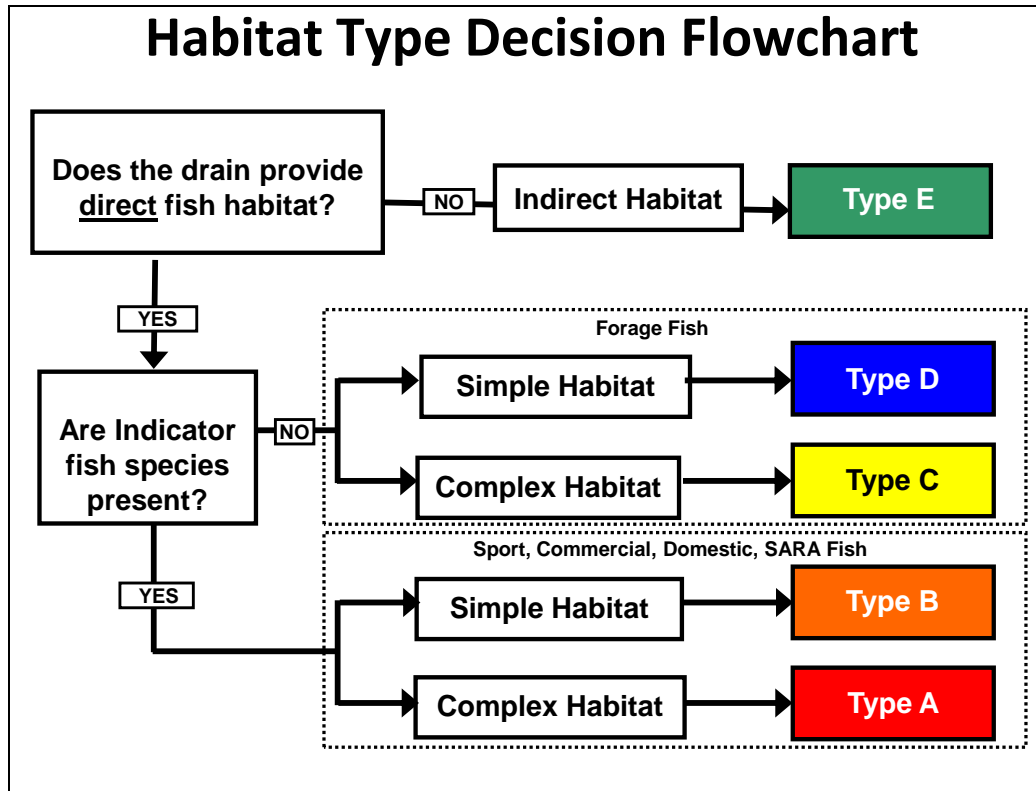 Habitat Type Decision Flowchart
Does the drain provide
direct fish habitat?
NO
Indirect Habitat
Type E
YES
Forage Fish
Simple Habitat
Type D
Are Indicator
fish species
present?
NO
Complex Habitat
Type C
Sport, Commercial, Domestic, SARA Fish
YES
Simple Habitat
Type B
Complex Habitat
Type A